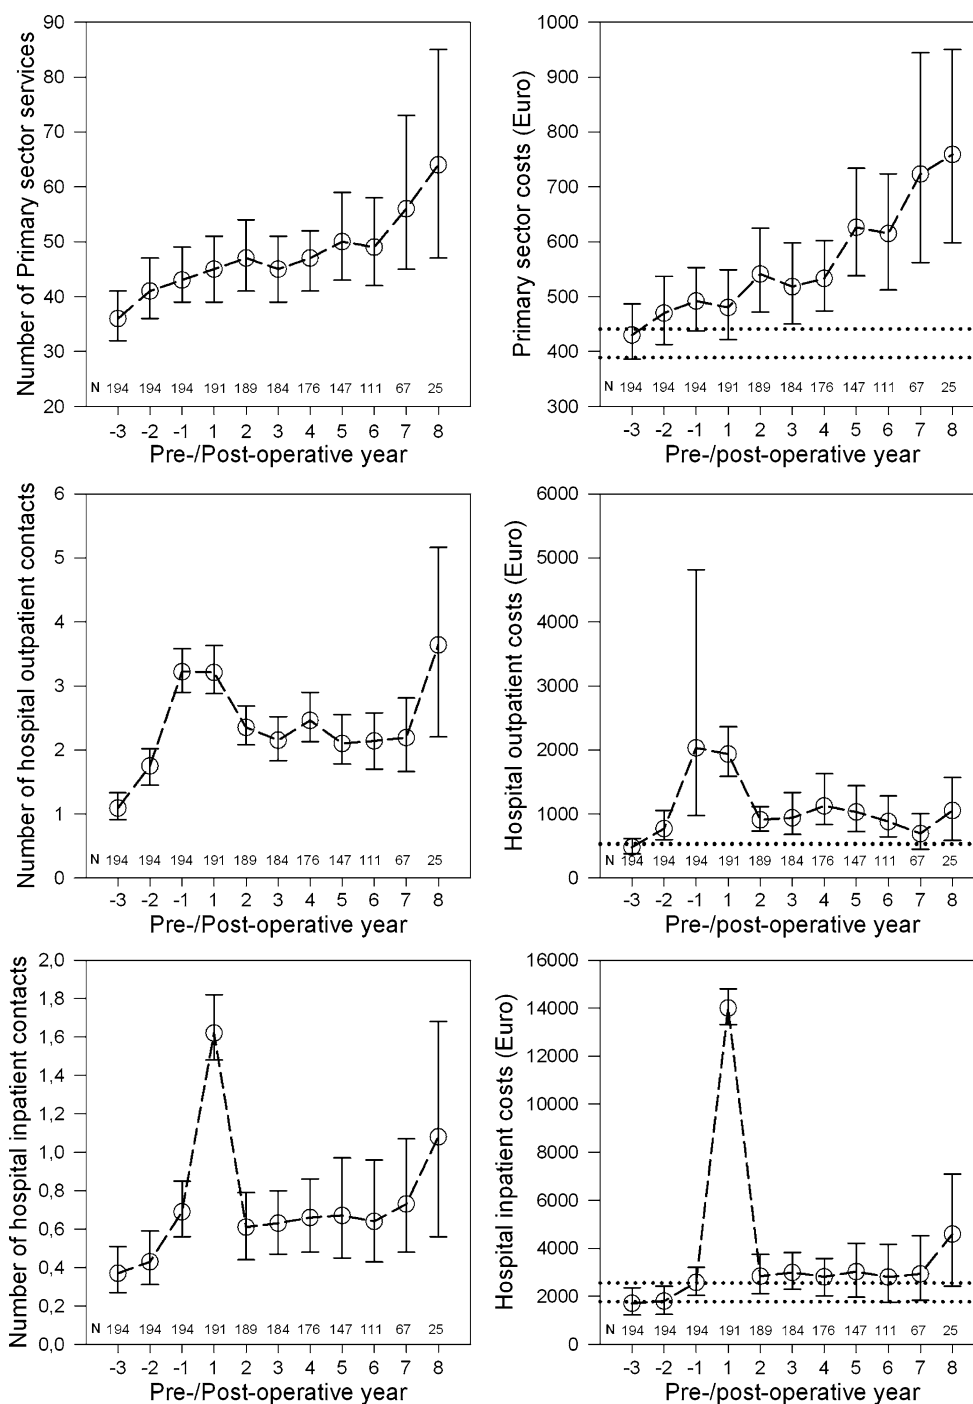 Number of Primary sector services
90
80
70
60
50
40
30
20
N 194 194 194 191 189 184 176 147 111 67 25
-3 -2 -1 1 2 3 4 5 6 7 8
Pre-/Post-operative year
Primary sector costs (Euro)
1000
900
800
700
600
500
400
300
N 194 194 194 191 189 184 176 147 111 67 25
-3 -2 -1 1 2 3 4 5 6 7 8
Pre-/post-operative year
Number of hospital outpatient contacts
6
5
4
3
2
1
0
N 194 194 194 191 189 184 176 147 111 67 25
-3 -2 -1 1 2 3 4 5 6 7 8
Pre-/Post-operative year
Hospital outpatient costs (Euro)
6000
5000
4000
3000
2000
1000
0
N 194 194 194 191 189 184 176 147 111 67 25
-3 -2 -1 1 2 3 4 5 6 7 8
Pre-/post-operative year
Number of hospital inpatient contacts
2,0
1,8
1,6
1,4
1,2
1,0
0,8
0,6
0,4
0,2
0,0
N 194 194 194 191 189 184 176 147 111 67 25
-3 -2 -1 1 2 3 4 5 6 7 8
Pre-/Post-operative year
Hospital inpatient costs (Euro)
16000
14000
12000
10000
8000
6000
4000
2000
0
N 194 194 194 191 189 184 176 147 111 67 25
-3 -2 -1 1 2 3 4 5 6 7 8
Pre-/post-operative year